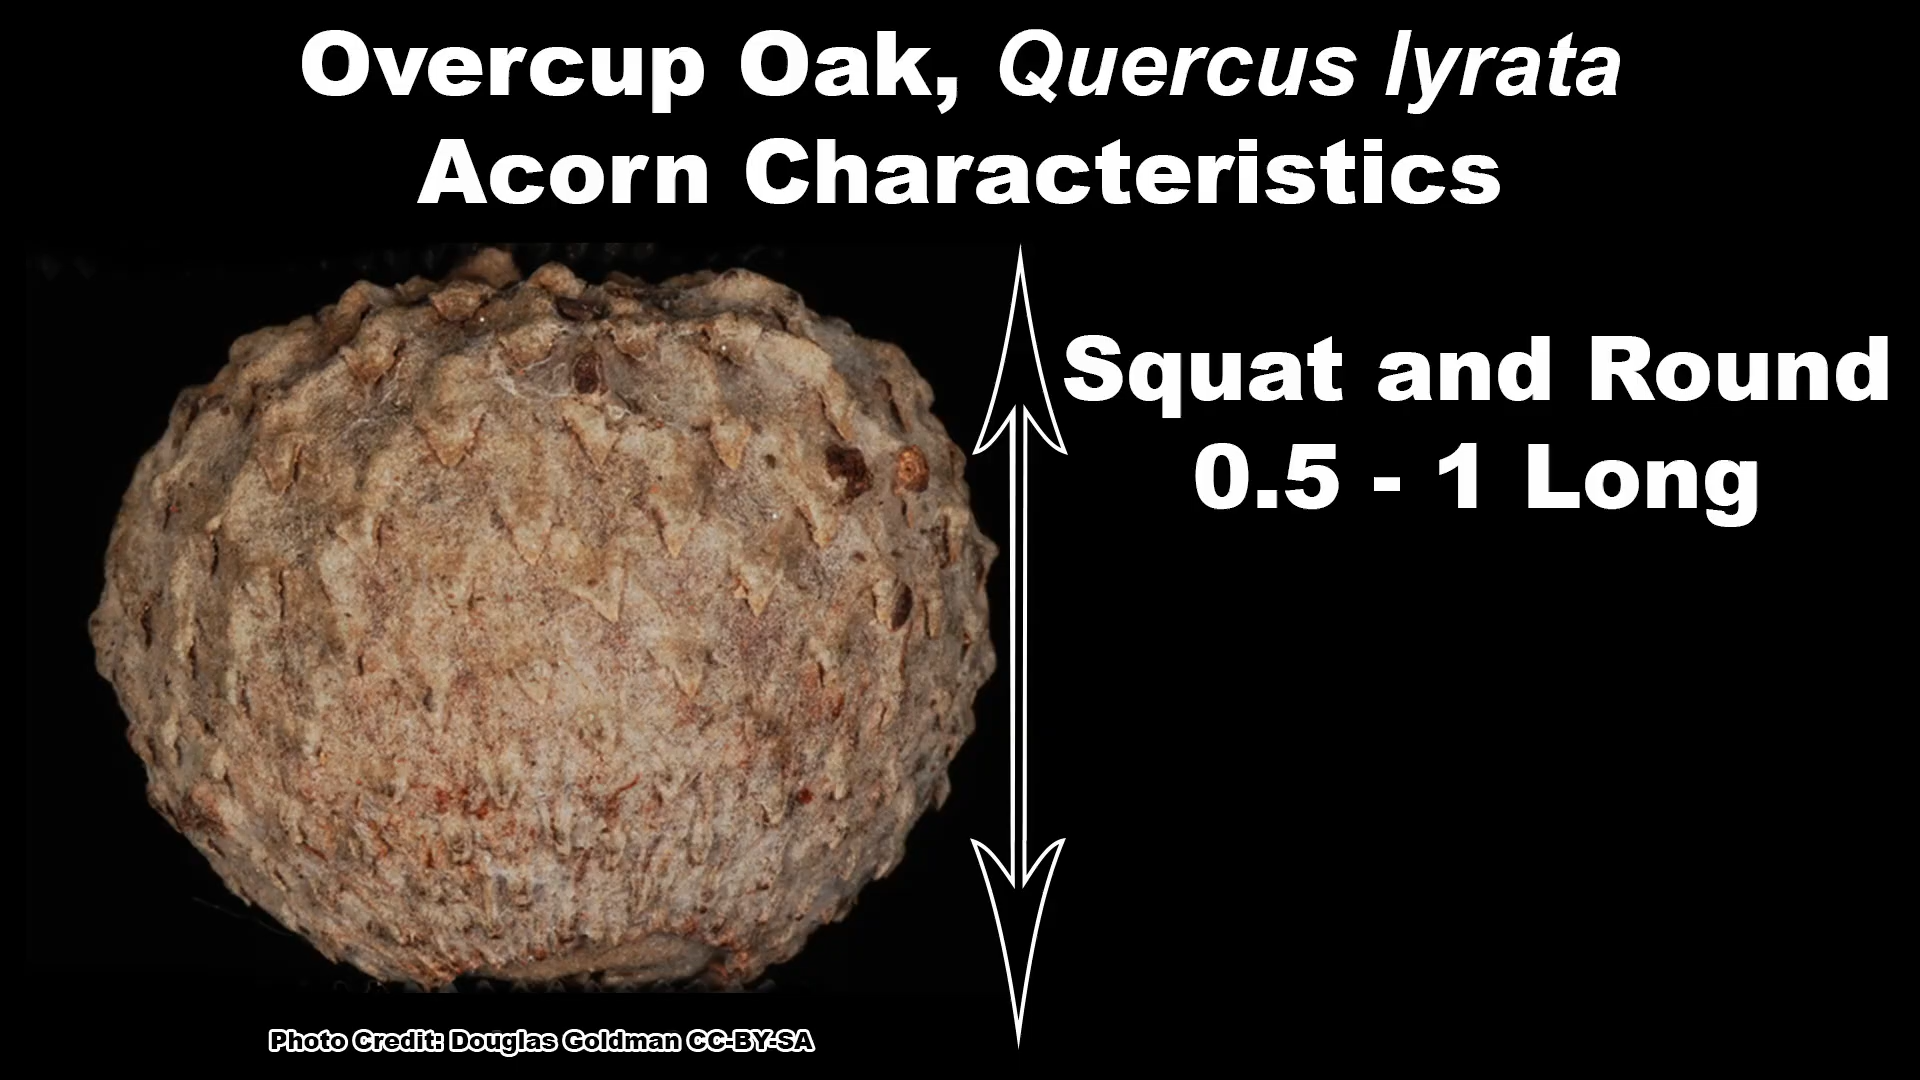 Overcup Oak, Quercus lyrata
Acorn Characteristics
Squat and Round
0.5 - 1 Long
Photo Credit: Douglas Goldman CC-BY-SA